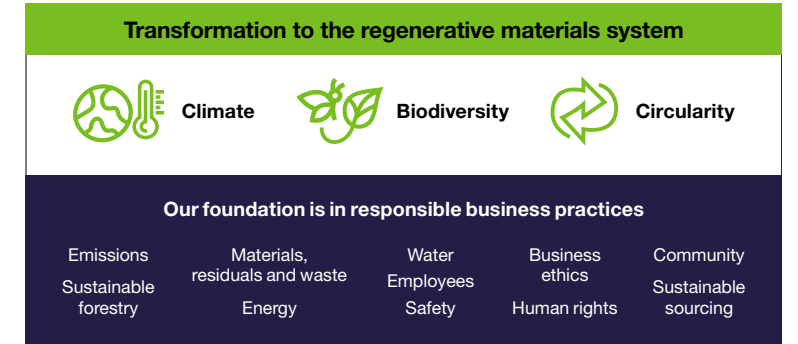 Transformation to the regenerative materials system
Climate
Biodiversity
Circularity
Our foundation is in responsible business practices
Emissions
Sustainable
forestry
Materials,
residuals and waste
Energy
Water
Employees
Safety
Business
ethics
Human rights
Community
Sustainable
sourcing